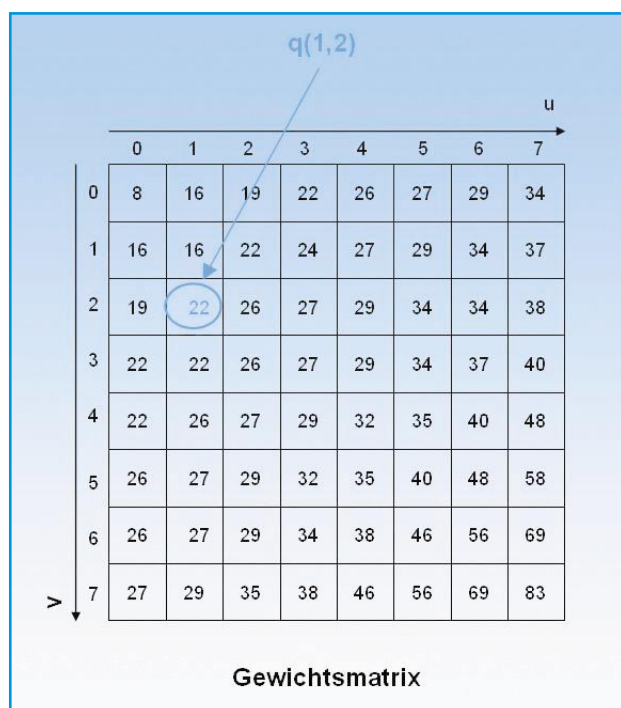 q(1,2)
u
0 1 2 3 4 5 6 7
0 8 16 19 22 26 27 29 34
1 16 16 22 24 27 29 34 37
2 19 22 26 27 29 34 34 38
3 22 22 26 27 29 34 37 40
4 22 26 27 29 32 35 40 48
5 26 27 29 32 35 40 48 58
6 26 27 29 34 38 46 56 69
7 27 29 35 38 46 56 69 83
v
Gewichtsmatrix